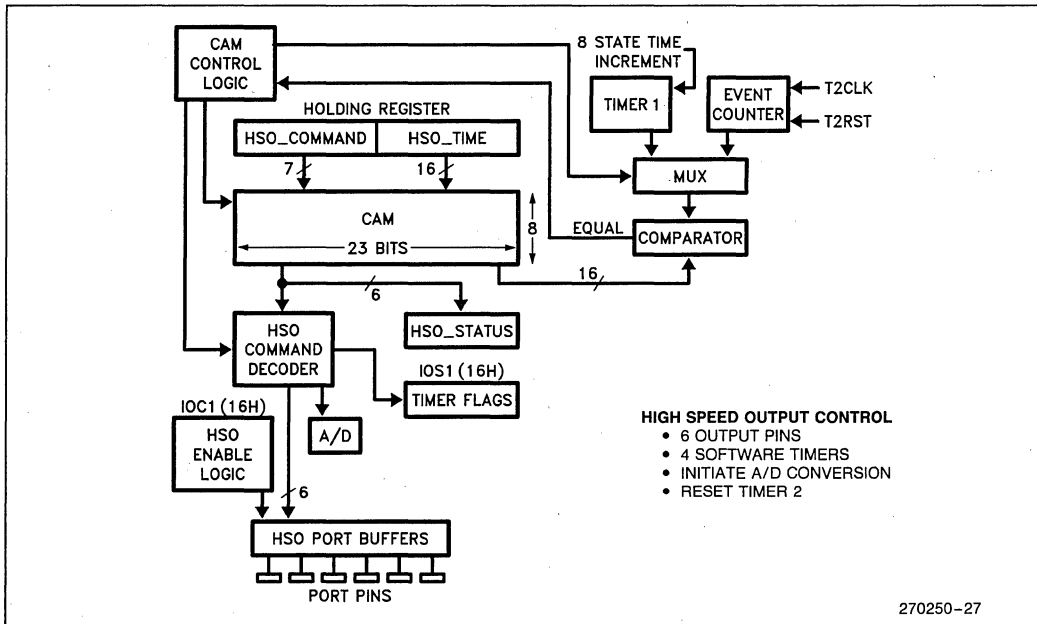 CAM
CONTROL
LOGIC
8 STATE TIME
INCREMENT
TIMER 1
EVENT
COUNTER
T2CLK
T2RST
HOLDING REGISTER
HSO_COMMAND
HSO_TIME
7
16
MUX
CAM
23 BITS
8
EQUAL
COMPARATOR
16
6
HSO
COMMAND
DECODER
HSO_STATUS
IOS1 (16H)
TIMER FLAGS
IOC1 (16H)
HSO
ENABLE
LOGIC
A/D
6
HSO PORT BUFFERS
PORT PINS
HIGH SPEED OUTPUT CONTROL
• 6 OUTPUT PINS
• 4 SOFTWARE TIMERS
• INITIATE A/D CONVERSION
• RESET TIMER 2
270250-27